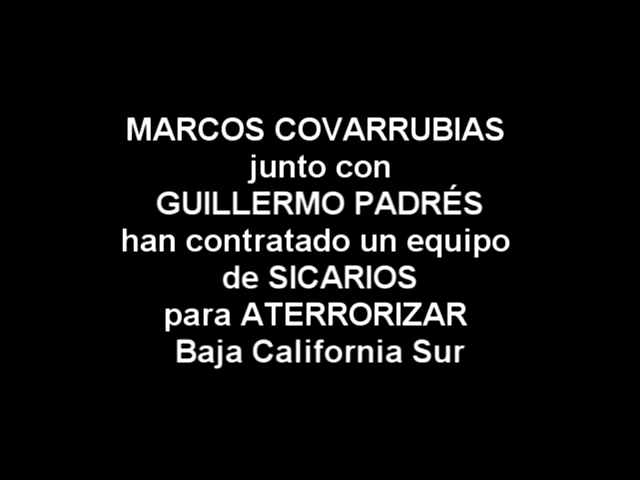 MARCOS COVARRUBIAS
junto con
GUILLERMO PADRÉS
han contratado un equipo
de SICARIOS
para ATERRORIZAR
Baja California Sur